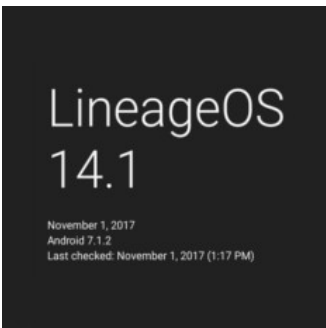 LineageOS
14.1
November 1, 2017
Android 7.1.2
Last checked: November 1, 2017 (1:17 PM)